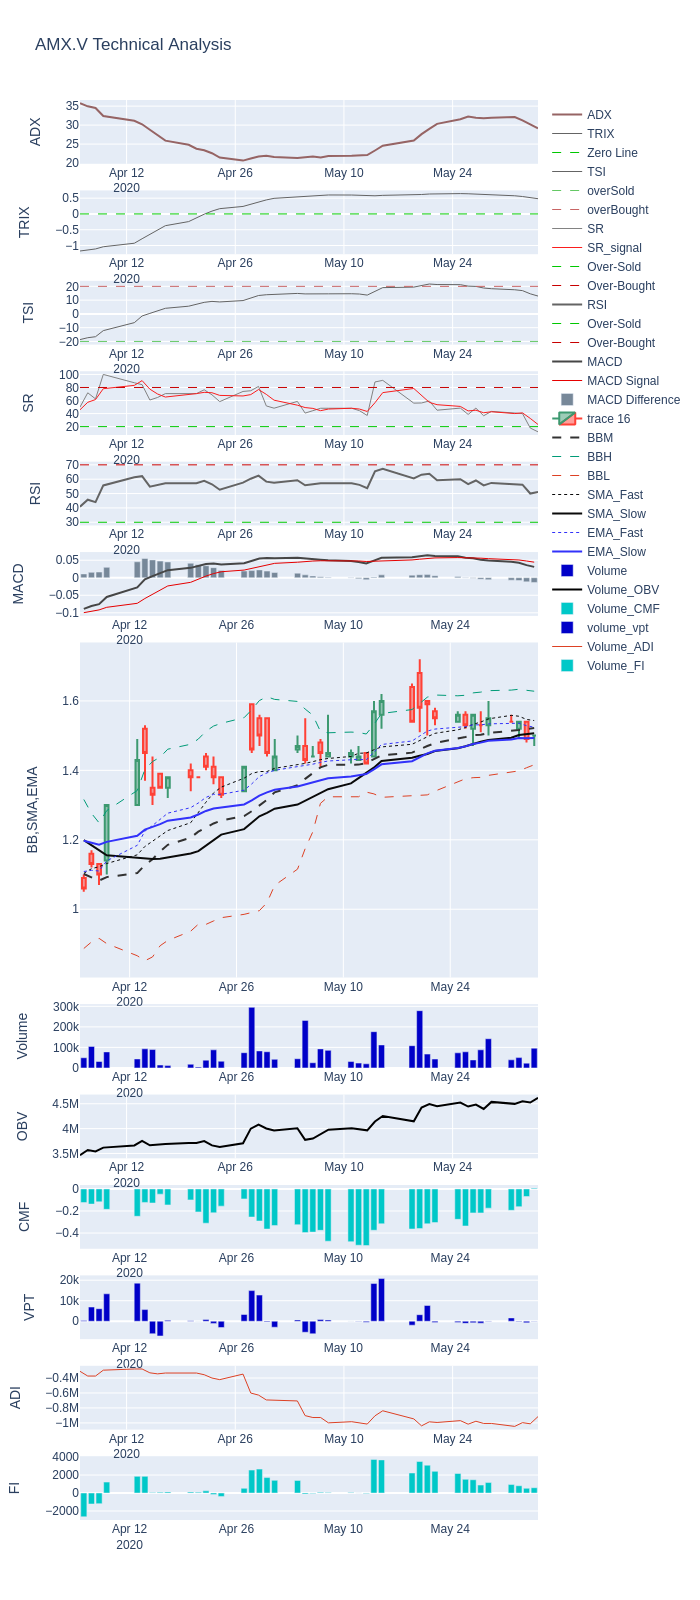 AMX.V Technical Analysis
ADX
35
30
25
20
Apr 12
2020
Apr 26
May 10
May 24
TRIX
0.5
0
−0.5
−1
Apr 12
2020
Apr 26
May 10
May 24
TSI
20
10
0
−10
−20
Apr 12
2020
Apr 26
May 10
May 24
SR
100
80
60
40
20
Apr 12
2020
Apr 26
May 10
May 24
RSI
70
60
50
40
30
Apr 12
2020
Apr 26
May 10
May 24
MACD
0.05
0
−0.05
−0.1
Apr 12
2020
Apr 26
May 10
May 24
BB,SMA,EMA
1.6
1.4
1.2
1
Apr 12
2020
Apr 26
May 10
May 24
Volume
300k
200k
100k
0
Apr 12
2020
Apr 26
May 10
May 24
OBV
4.5M
4M
3.5M
Apr 12
2020
Apr 26
May 10
May 24
CMF
0
−0.2
−0.4
Apr 12
2020
Apr 26
May 10
May 24
VPT
20k
10k
0
Apr 12
2020
Apr 26
May 10
May 24
ADI
−0.4M
−0.6M
−0.8M
−1M
Apr 12
2020
Apr 26
May 10
May 24
FI
4000
2000
0
−2000
Apr 12
2020
Apr 26
May 10
May 24
ADX
TRIX
Zero Line
TSI
overSold
overBought
SR
SR_signal
Over-Sold
Over-Bought
RSI
Over-Sold
Over-Bought
MACD
MACD Signal
MACD Difference
trace 16
BBM
BBH
BBL
SMA_Fast
SMA_Slow
EMA_Fast
EMA_Slow
Volume
Volume_OBV
Volume_CMF
volume_vpt
Volume_ADI
Volume_FI